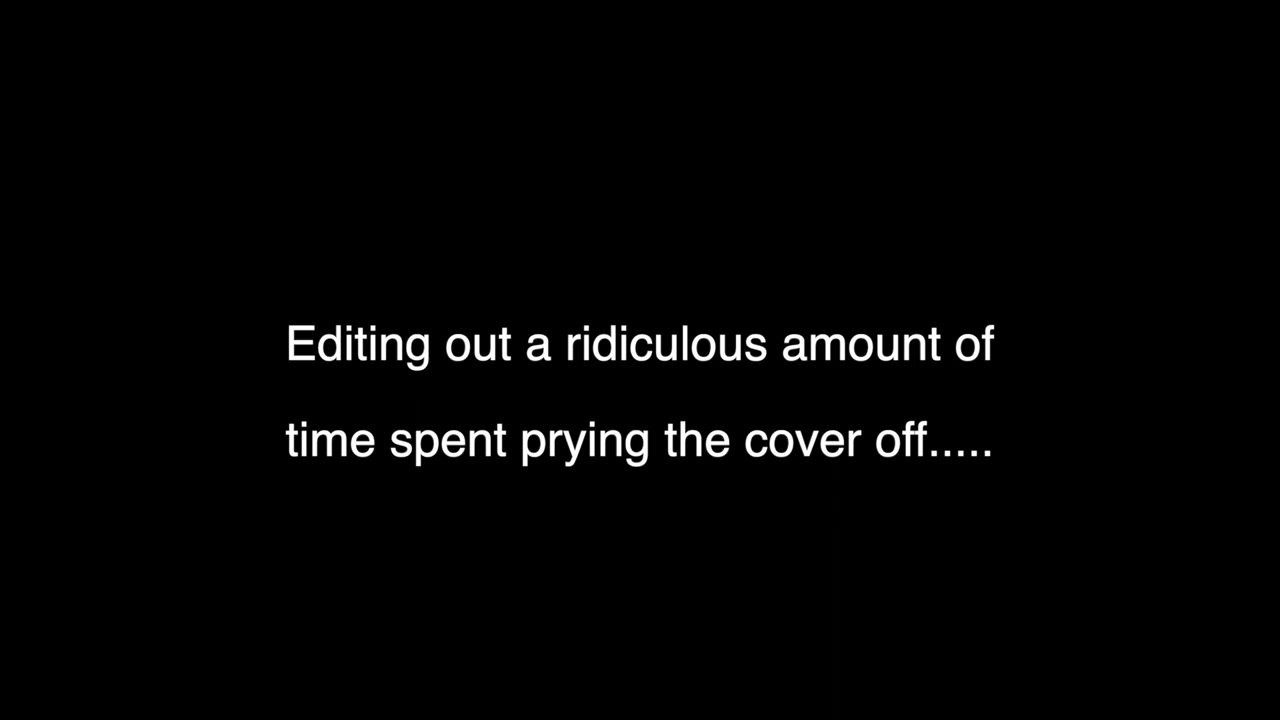 Editing out a ridiculous amount of
time spent prying the cover off.....